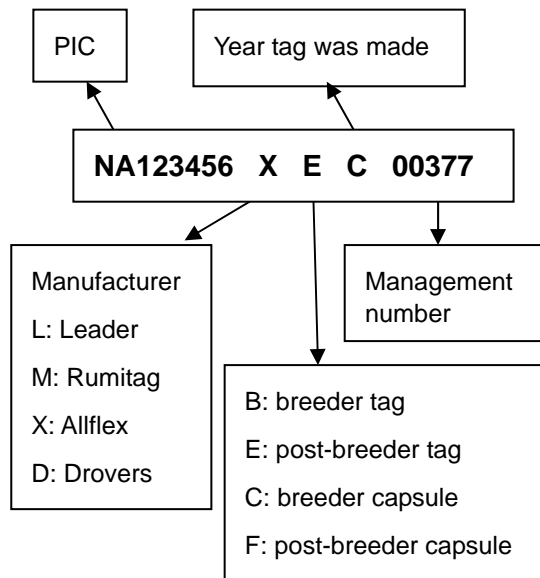 PIC
Year tag was made
NA123456 X E C 00377
Manufacturer
L: Leader
M: Rumitag
X: Allflex
D: Drovers
Management
number
B: breeder tag
E: post-breeder tag
C: breeder capsule
F: post-breeder capsule